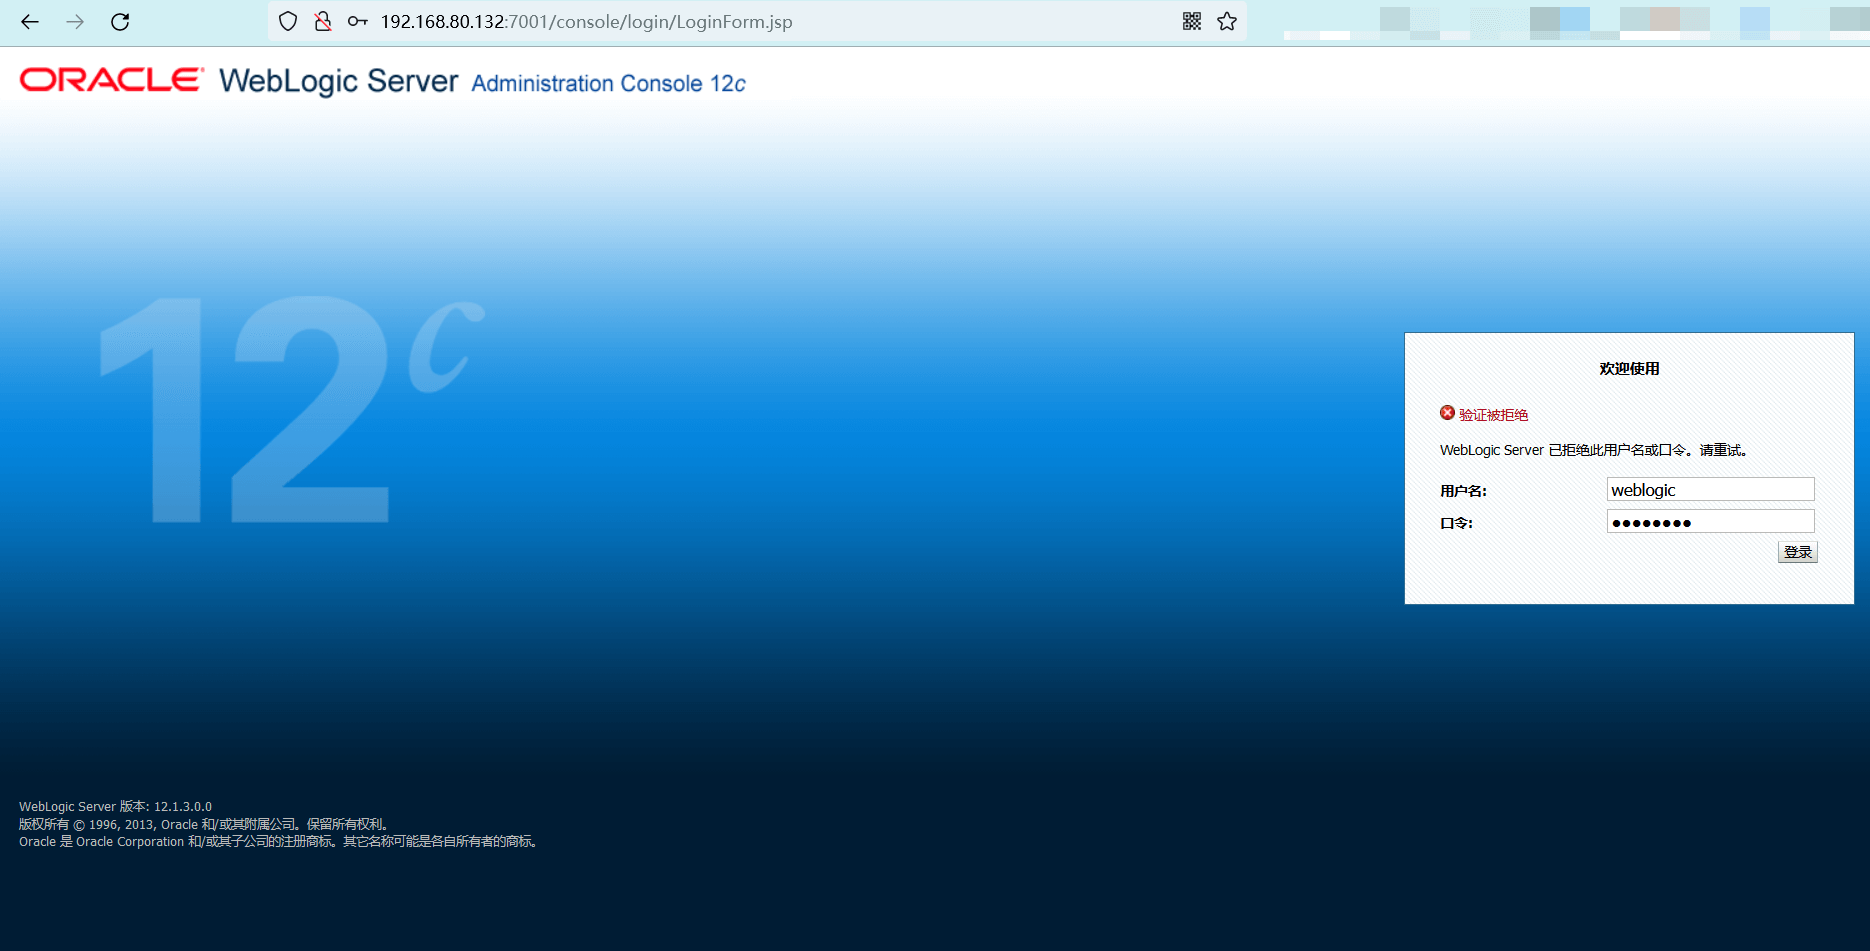 192.168.80.132:7001/console/login/LoginForm.jsp
ORACLE WebLogic Server Administration Console 12c
12c
欢迎使用
验证被拒绝
WebLogic Server 已拒绝此用户名或口令。请重试。
用户名: weblogic
口令: ●●●●●●●●
登录
WebLogic Server 版本: 12.1.3.0.0
版权所有 © 1996, 2013, Oracle 和/或其附属公司。保留所有权利。
Oracle 是 Oracle Corporation 和/或其子公司的注册商标。其它名称可能是各自所有者的商标。